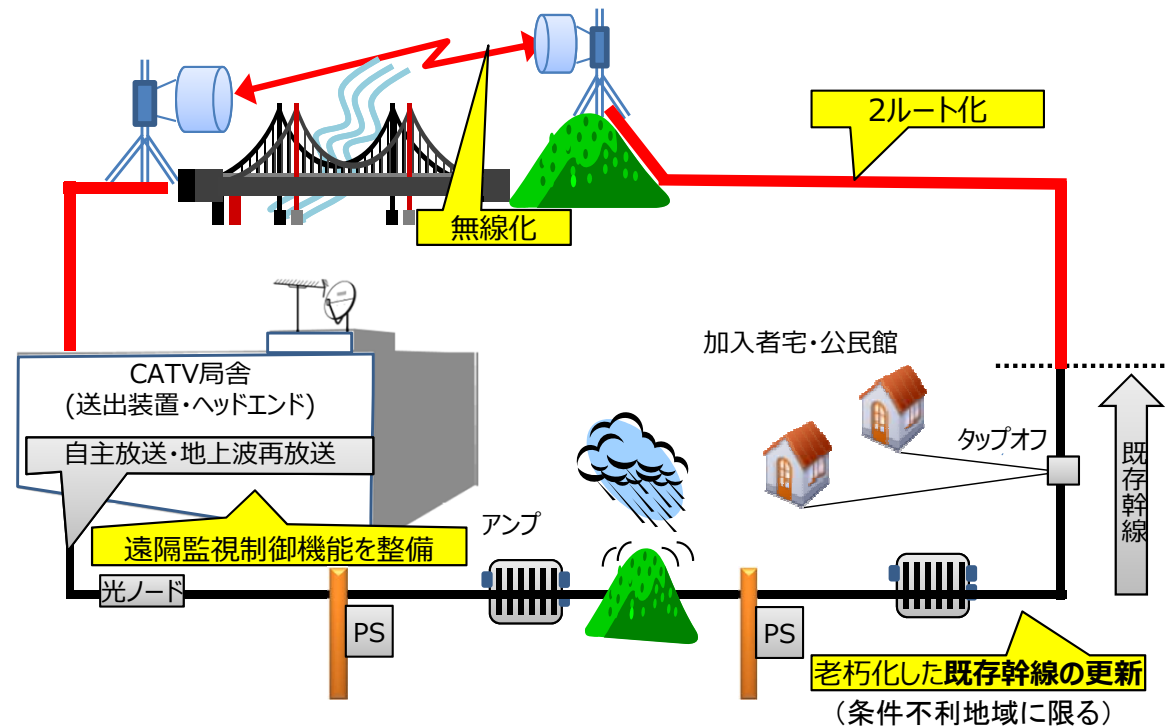 2ルート化
無線化
加入者宅・公民館
CATV局舎
(送出装置・ヘッドエンド)
自主放送・地上波再放送
タップオフ
既存幹線
遠隔監視制御機能を整備
アンプ
光ノード
PS
PS
老朽化した既存幹線の更新
（条件不利地域に限る）